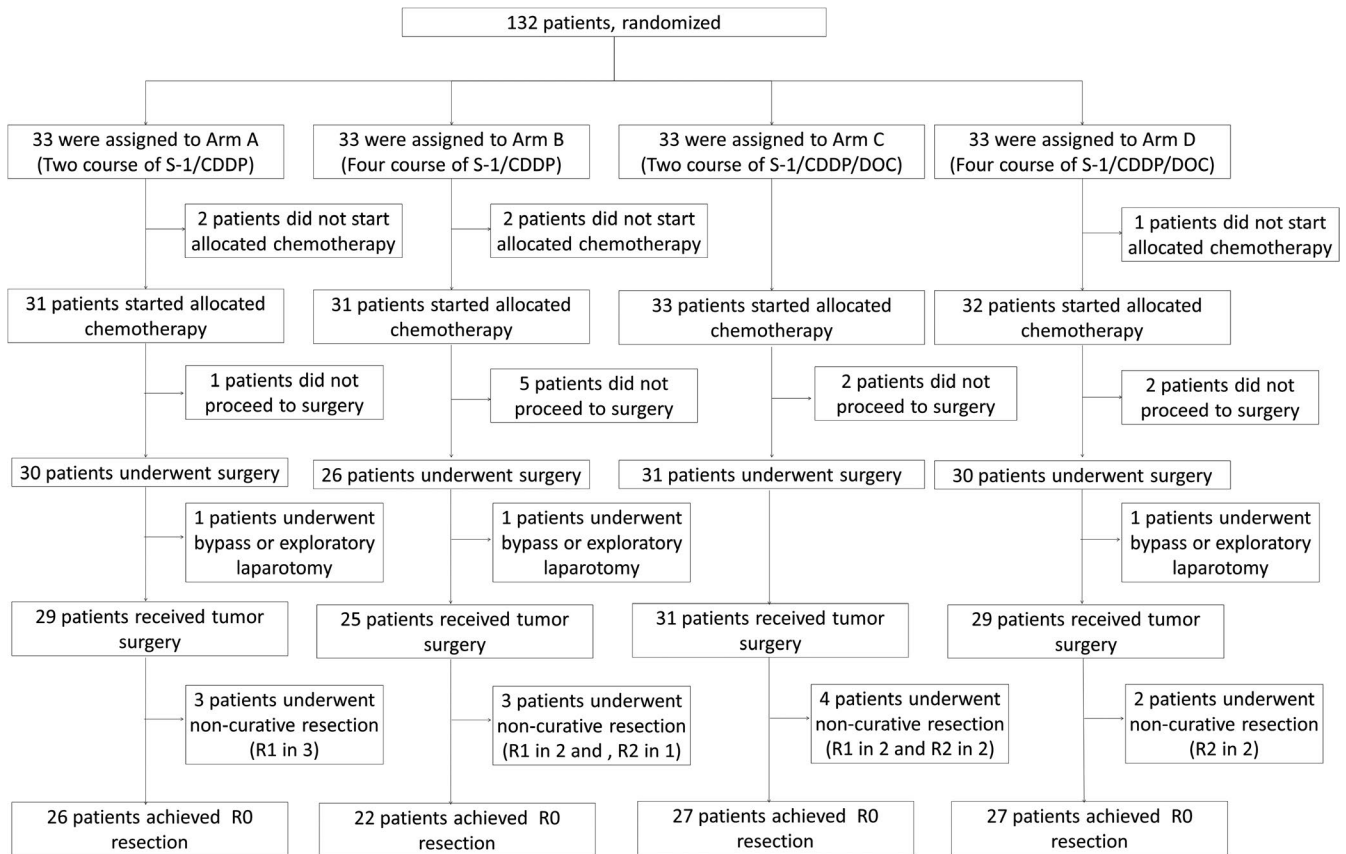 132 patients, randomized
33 were assigned to Arm A
(Two course of S-1/CDDP)
33 were assigned to Arm B
(Four course of S-1/CDDP)
33 were assigned to Arm C
(Two course of S-1/CDDP/DOC)
33 were assigned to Arm D
(Four course of S-1/CDDP/DOC)
2 patients did not start
allocated chemotherapy
2 patients did not start
allocated chemotherapy
1 patients did not start
allocated chemotherapy
31 patients started allocated
chemotherapy
31 patients started allocated
chemotherapy
33 patients started allocated
chemotherapy
32 patients started allocated
chemotherapy
1 patients did not
proceed to surgery
5 patients did not
proceed to surgery
2 patients did not
proceed to surgery
2 patients did not
proceed to surgery
30 patients underwent surgery
26 patients underwent surgery
31 patients underwent surgery
30 patients underwent surgery
1 patients underwent
bypass or exploratory
laparotomy
1 patients underwent
bypass or exploratory
laparotomy
1 patients underwent
bypass or exploratory
laparotomy
29 patients received tumor
surgery
25 patients received tumor
surgery
31 patients received tumor
surgery
29 patients received tumor
surgery
3 patients underwent
non-curative resection
(R1 in 3)
3 patients underwent
non-curative resection
(R1 in 2 and , R2 in 1)
4 patients underwent
non-curative resection
(R1 in 2 and R2 in 2)
2 patients underwent
non-curative resection
(R2 in 2)
26 patients achieved R0
resection
22 patients achieved R0
resection
27 patients achieved R0
resection
27 patients achieved R0
resection